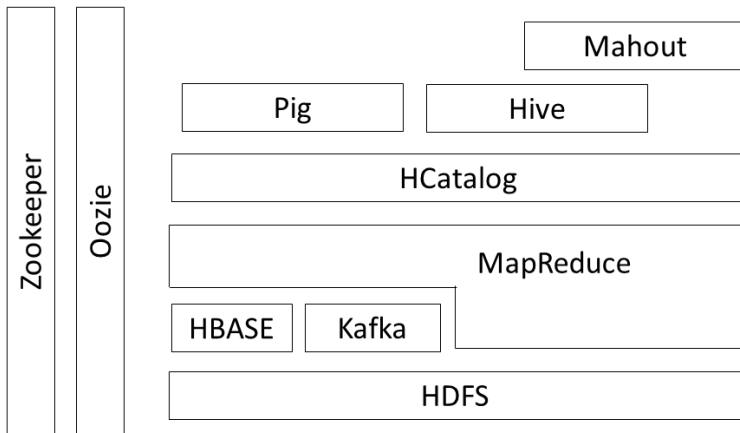 Mahout
Pig
Hive
HCatalog
MapReduce
HBASE
Kafka
HDFS
Zookeeper
Oozie